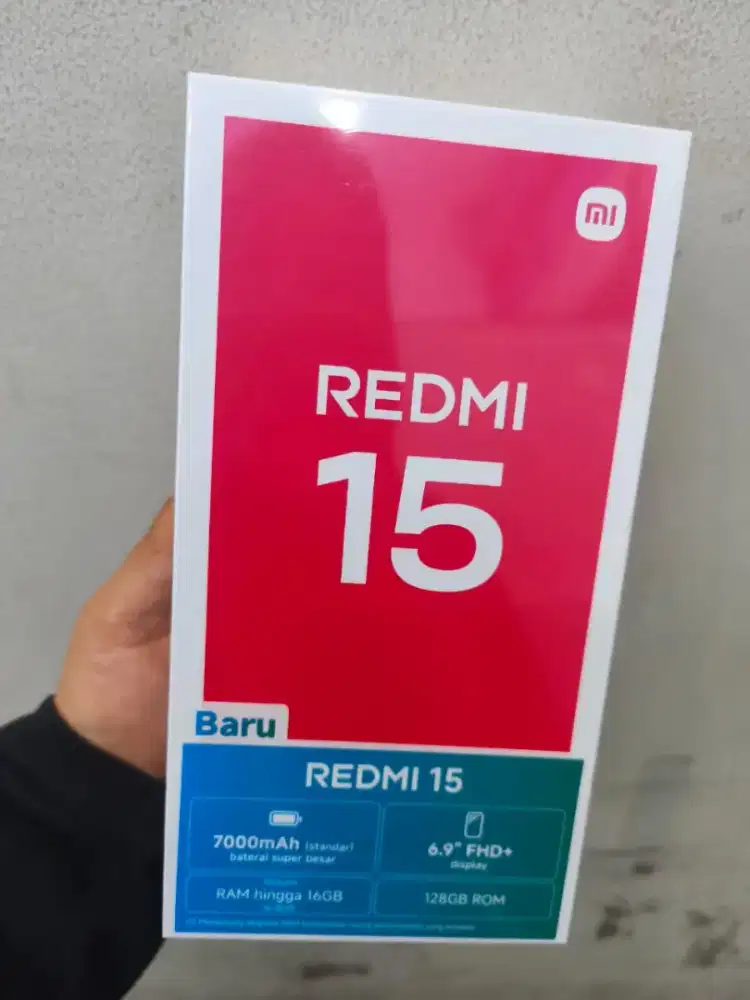 mi
REDMI
15
Baru
REDMI 15
7000mAh (standar)
baterai super besar
6.9" FHD+
display
RAM hingga 16GB
128GB ROM